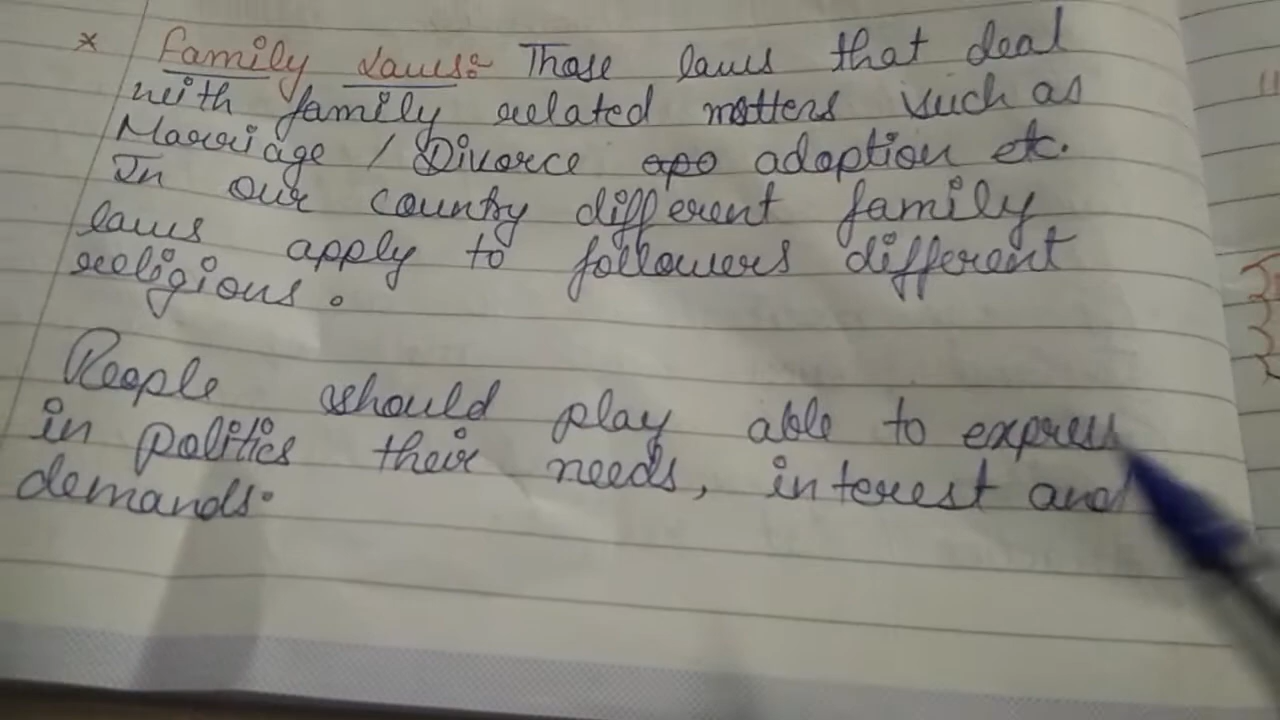 * Family Laws: Those laws that deal
with family related matters such as
Marriage / Divorce apo adoption etc.
In our country different family
laws apply to followers different
religious.
People should play able to express
in politics their needs, interest and
demands.